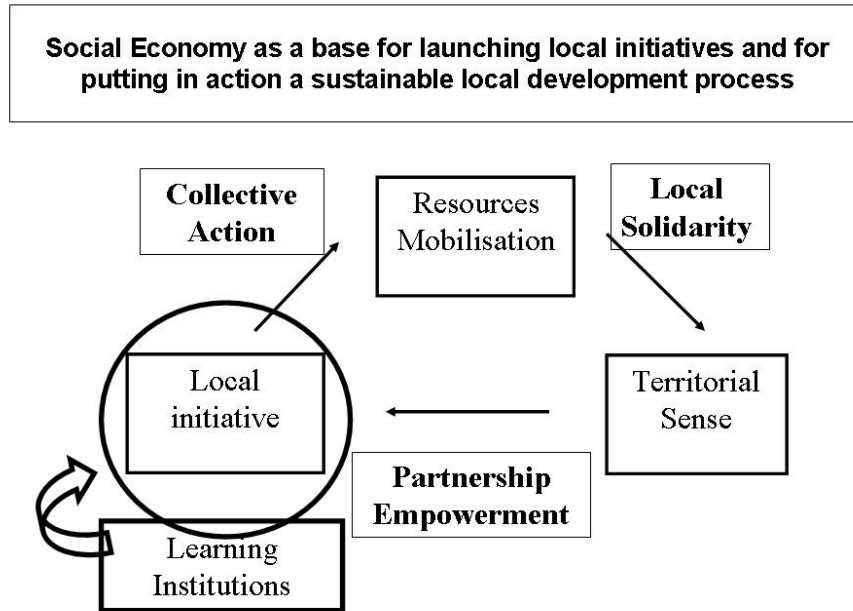 Social Economy as a base for launching local initiatives and for
putting in action a sustainable local development process
Collective
Action
Resources
Mobilisation
Local
Solidarity
Local
initiative
Territorial
Sense
Partnership
Empowerment
Learning
Institutions